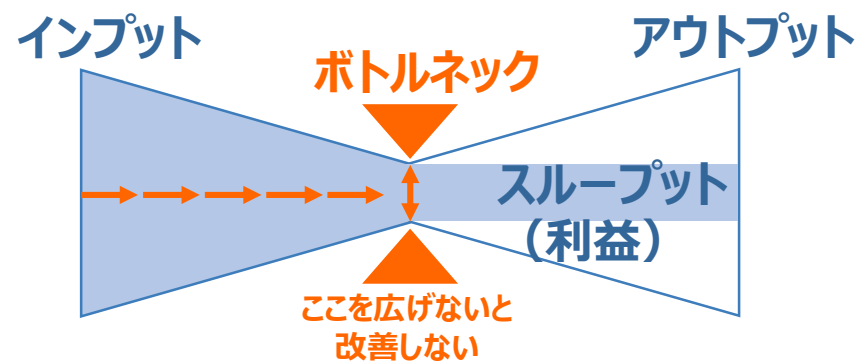 インプット
アウトプット
ボトルネック
スループット
（利益）
ここを広げないと
改善しない